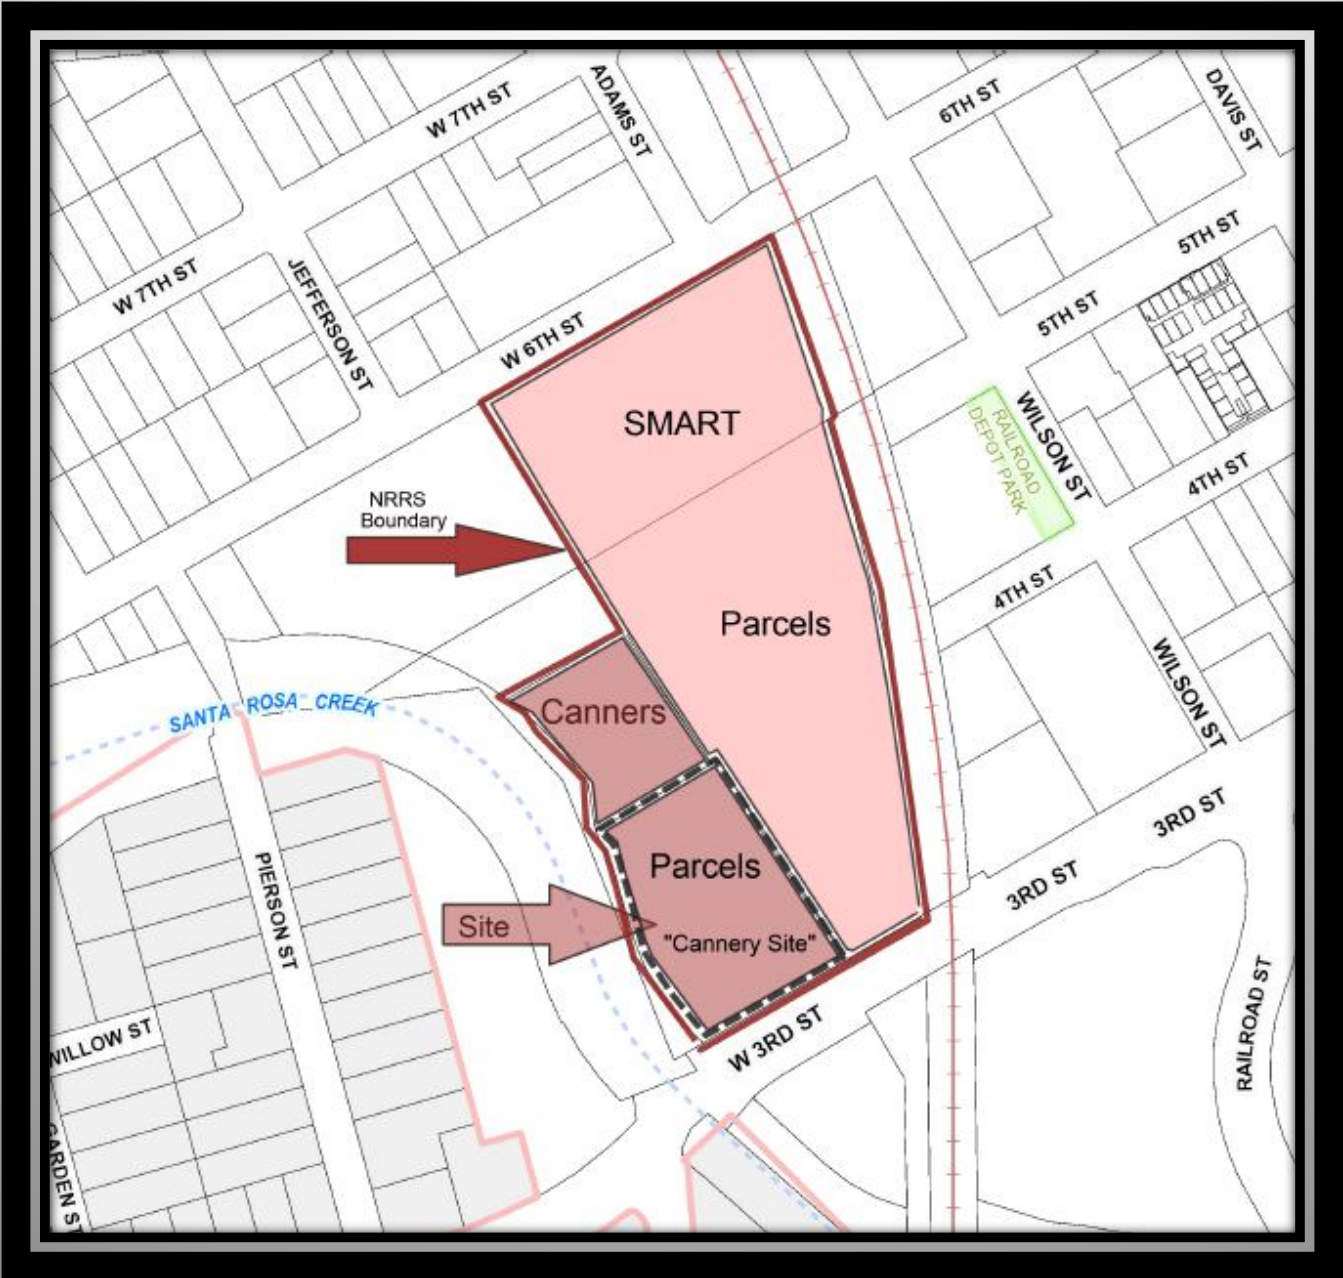 W 7TH ST
ADAMS ST
6TH ST
DAVIS ST
W 7TH ST
JEFFERSON ST
5TH ST
5TH ST
W 6TH ST
SMART
WILSON ST
RAILROAD
DEPOT PARK
4TH ST
NRRS
Boundary
4TH ST
Parcels
WILSON ST
SANTA ROSA CREEK
Canners
3RD ST
PIERSON ST
Parcels
3RD ST
Site
"Cannery Site"
RAILROAD ST
WILLOW ST
W 3RD ST
GARDEN ST